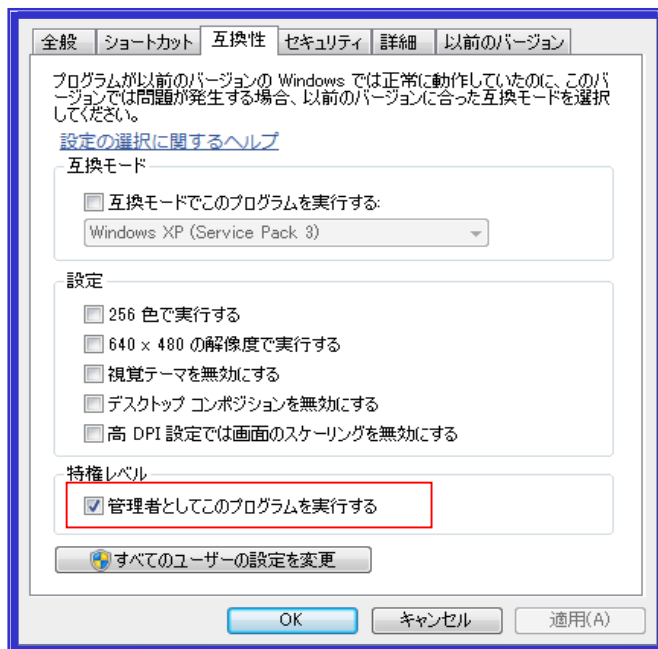 全般 ショートカット 互換性 セキュリティ 詳細 以前のバージョン
プログラムが以前のバージョンの Windows では正常に動作していたのに、このバ
ージョンでは問題が発生する場合、以前のバージョンに合った互換モードを選択
してください。
設定の選択に関するヘルプ
互換モード
互換モードでこのプログラムを実行する:
Windows XP (Service Pack 3)
設定
256 色で実行する
640 x 480 の解像度で実行する
視覚テーマを無効にする
デスクトップ コンポジションを無効にする
高 DPI 設定では画面のスケーリングを無効にする
特権レベル
管理者としてこのプログラムを実行する
すべてのユーザーの設定を変更
OK キャンセル 適用(A)